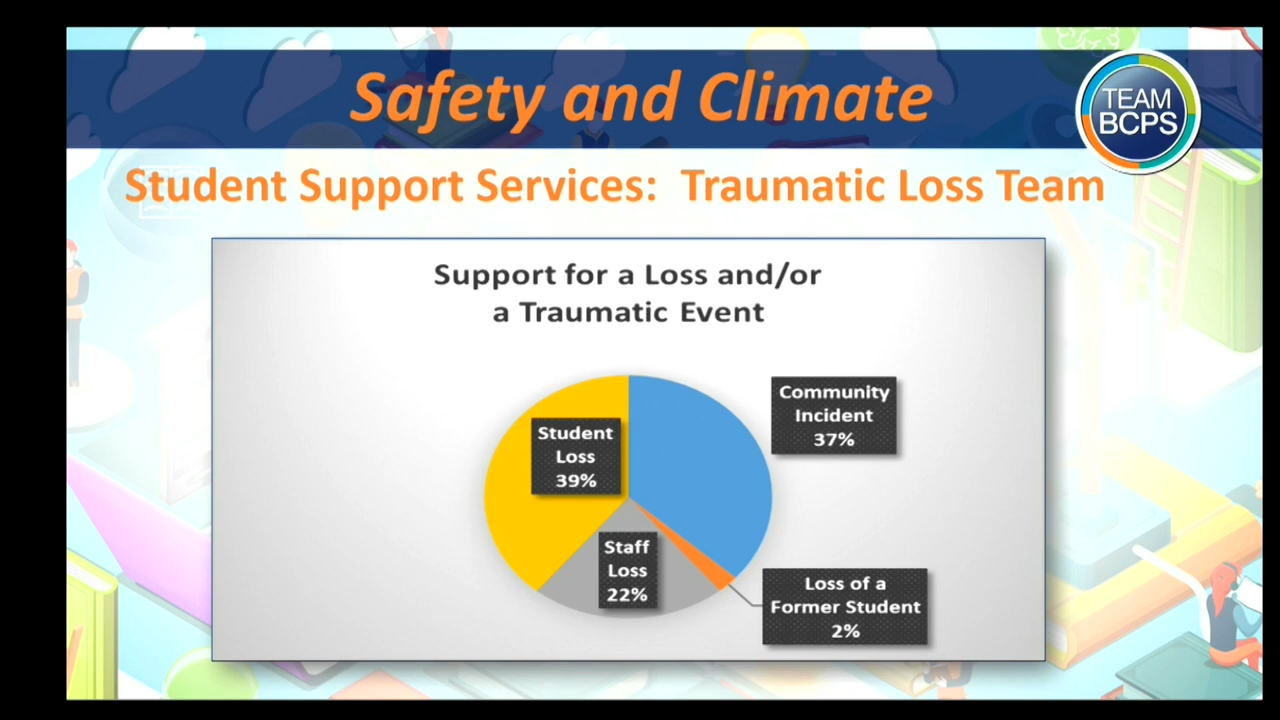 Safety and Climate
TEAM
BCPS
Student Support Services: Traumatic Loss Team
Support for a Loss and/or
a Traumatic Event
Community
Incident
37%
Student
Loss
39%
Staff
Loss
22%
Loss of a
Former Student
2%